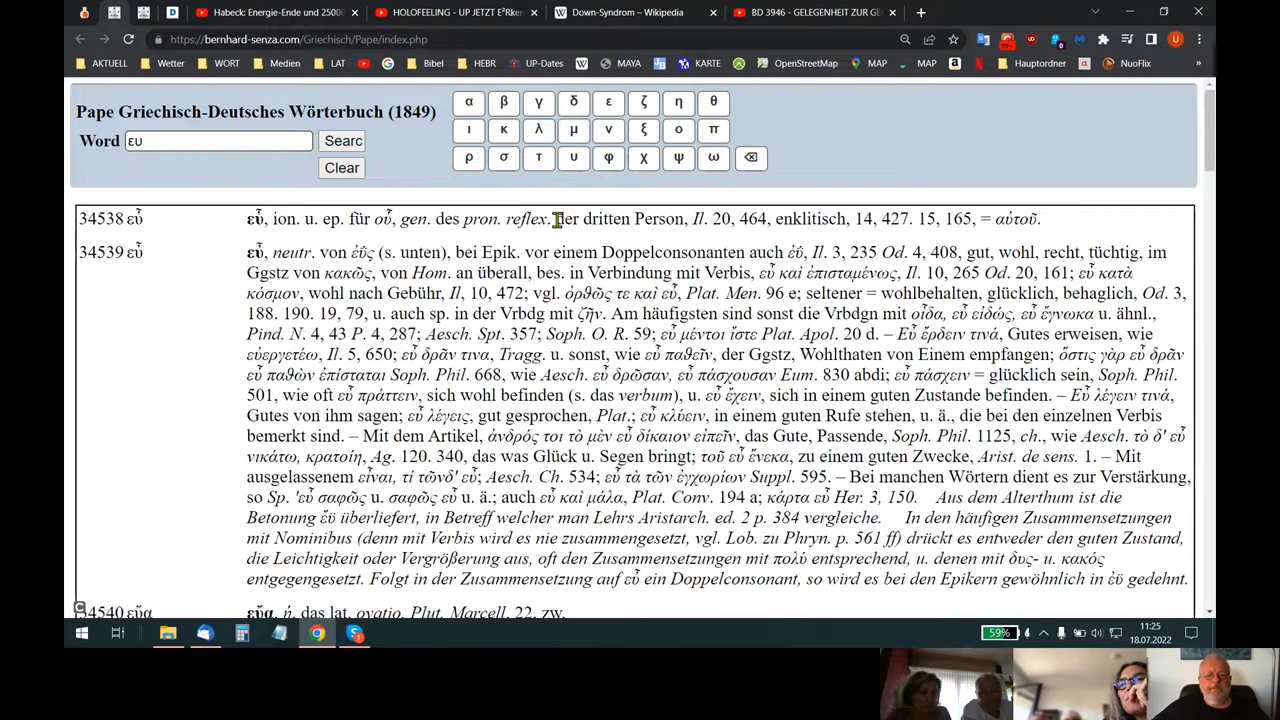 Habeck: Energie-Ende und 2500
HOLOFEELING - UP JETZT E²Rker
Down-Syndrom – Wikipedia
BD 3946 - GELEGENHEIT ZUR GE
https://bernhard-senza.com/Griechisch/Pape/index.php
AKTUELL Wetter WORT Medien LAT Bibel HEBR UP-Dates MAYA KARTE OpenStreetMap MAP MAP Hauptordner NuoFlix
Pape Griechisch-Deutsches Wörterbuch (1849)
Word ευ Searc
Clear
α β γ δ ε ζ η θ
ι κ λ μ ν ξ ο π
ρ σ τ υ φ χ ψ ω
34538 εὗ εὗ, ion. u. ep. für οὗ, gen. des pron. reflex. der dritten Person, Il. 20, 464, enklitisch, 14, 427. 15, 165, = αὐτοῦ.
34539 εὖ εὖ, neutr. von ἐΰς (s. unten), bei Epik. vor einem Doppelconsonanten auch ἐΰ, Il. 3, 235 Od. 4, 408, gut, wohl, recht, tüchtig, im
Ggstz von κακῶς, von Hom. an überall, bes. in Verbindung mit Verbis, εὖ καὶ ἐπισταμένως, Il. 10, 265 Od. 20, 161; εὖ κατὰ
κόσμον, wohl nach Gebühr, Il, 10, 472; vgl. ὀρθῶς τε καὶ εὖ, Plat. Men. 96 e; seltener = wohlbehalten, glücklich, behaglich, Od. 3,
188. 190. 19, 79, u. auch sp. in der Vrbdg mit ζῆν. Am häufigsten sind sonst die Vrbdgn mit οἶδα, εὖ εἰδώς, εὖ ἔγνωκα u. ähnl.,
Pind. N. 4, 43 P. 4, 287; Aesch. Spt. 357; Soph. O. R. 59; εὖ μέντοι ἴστε Plat. Apol. 20 d. – Εὖ ἔρδειν τινά, Gutes erweisen, wie
εὐεργετέω, Il. 5, 650; εὖ δρᾶν τινα, Tragg. u. sonst, wie εὖ παθεῖν, der Ggstz, Wohlthaten von Einem empfangen; ὅστις γὰρ εὖ δρᾶν
εὖ παθὼν ἐπίσταται Soph. Phil. 668, wie Aesch. εὖ δρῶσαν, εὖ πάσχουσαν Eum. 830 abdi; εὖ πάσχειν = glücklich sein, Soph. Phil.
501, wie oft εὖ πράττειν, sich wohl befinden (s. das verbum), u. εὖ ἔχειν, sich in einem guten Zustande befinden. – Εὖ λέγειν τινά,
Gutes von ihm sagen; εὖ λέγεις, gut gesprochen, Plat.; εὖ κλύειν, in einem guten Rufe stehen, u. ä., die bei den einzelnen Verbis
bemerkt sind. – Mit dem Artikel, ἀνδρός τοι τὸ μὲν εὖ δίκαιον εἰπεῖν, das Gute, Passende, Soph. Phil. 1125, ch., wie Aesch. τὸ δ' εὖ
νικάτω, κρατοίη, Ag. 120. 340, das was Glück u. Segen bringt; τοῦ εὖ ἕνεκα, zu einem guten Zwecke, Arist. de sens. 1. – Mit
ausgelassenem εἶναι, τί τῶνδ' εὖ; Aesch. Ch. 534; εὖ τὰ τῶν ἐγχωρίων Suppl. 595. – Bei manchen Wörtern dient es zur Verstärkung,
so Sp. 'εὖ σαφῶς u. σαφῶς εὖ u. ä.; auch εὖ καὶ μάλα, Plat. Conv. 194 a; κάρτα εὖ Her. 3, 150. Aus dem Alterthum ist die
Betonung ἔϋ überliefert, in Betreff welcher man Lehrs Aristarch. ed. 2 p. 384 vergleiche. In den häufigen Zusammensetzungen
mit Nominibus (denn mit Verbis wird es nie zusammengesetzt, vgl. Lob. zu Phryn. p. 561 ff) drückt es entweder den guten Zustand,
die Leichtigkeit oder Vergrößerung aus, oft den Zusammensetzungen mit πολύ entsprechend, u. denen mit δυς- u. κακός
entgegengesetzt. Folgt in der Zusammensetzung auf εὖ ein Doppelconsonant, so wird es bei den Epikern gewöhnlich in ἐϋ gedehnt.
34540 εὔα εὔα, ἡ, das lat. ovatio, Plut. Marcell. 22, zw.
59%
11:25
18.07.2022